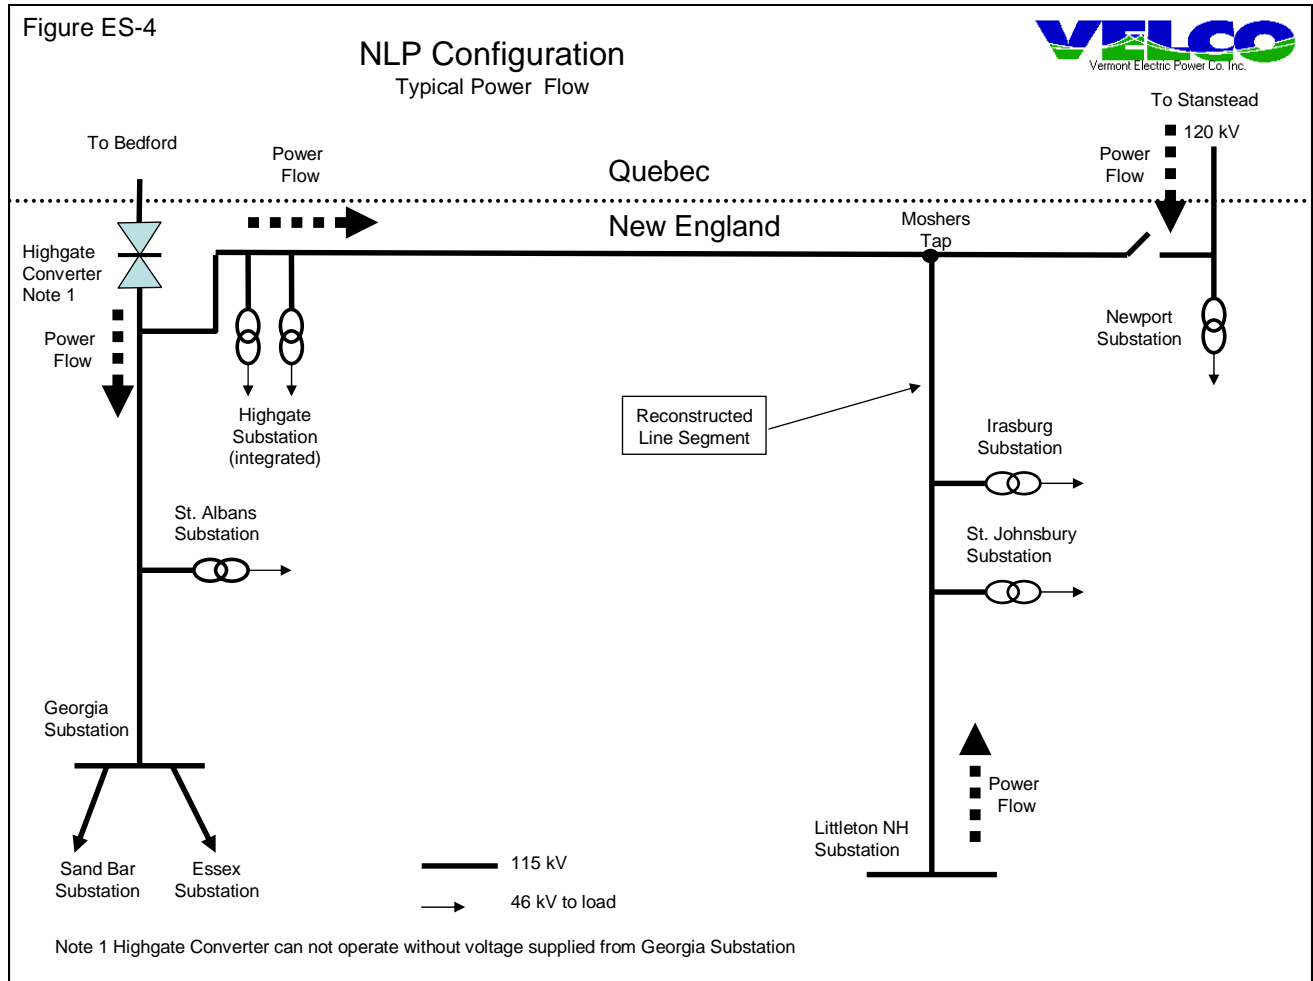 Figure ES-4
NLP Configuration
Typical Power Flow
VELCO
Vermont Electric Power Co. Inc.
To Stanstead
120 kV
To Bedford
Power
Flow
Quebec
Power
Flow
New England
Moshers
Tap
Highgate
Converter
Note 1
Power
Flow
Newport
Substation
Highgate
Substation
(integrated)
Reconstructed
Line Segment
Irasburg
Substation
St. Albans
Substation
St. Johnsbury
Substation
Georgia
Substation
Power
Flow
Littleton NH
Substation
Sand Bar
Substation
Essex
Substation
115 kV
46 kV to load
Note 1 Highgate Converter can not operate without voltage supplied from Georgia Substation